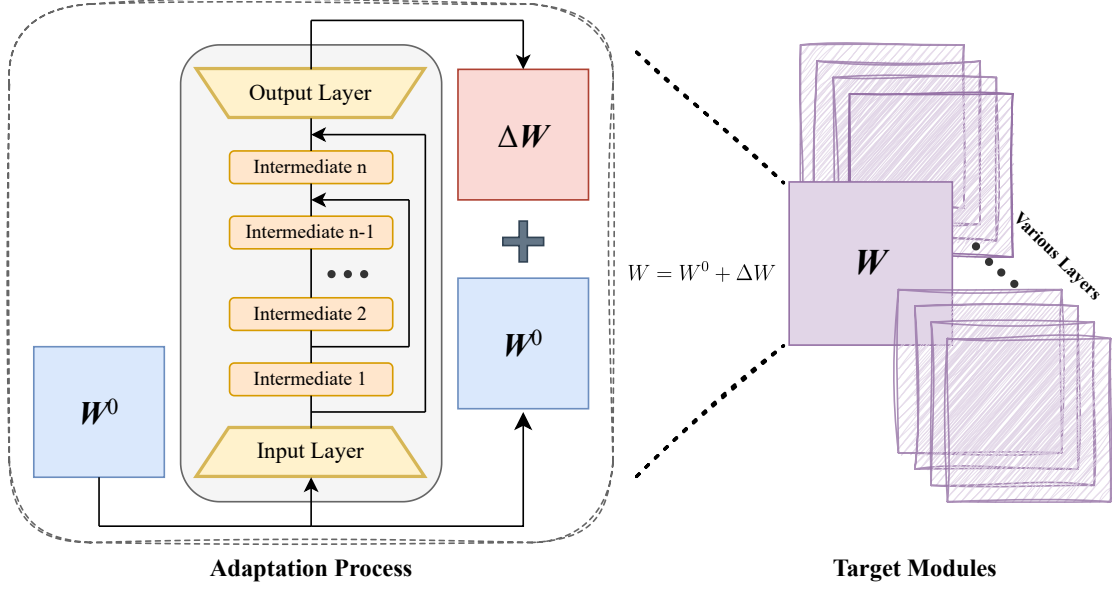 Output Layer
ΔW
Intermediate n
Intermediate n-1
Various Layers
W = W⁰ + ΔW
W
Intermediate 2
W⁰
Intermediate 1
W⁰
Input Layer
Adaptation Process
Target Modules